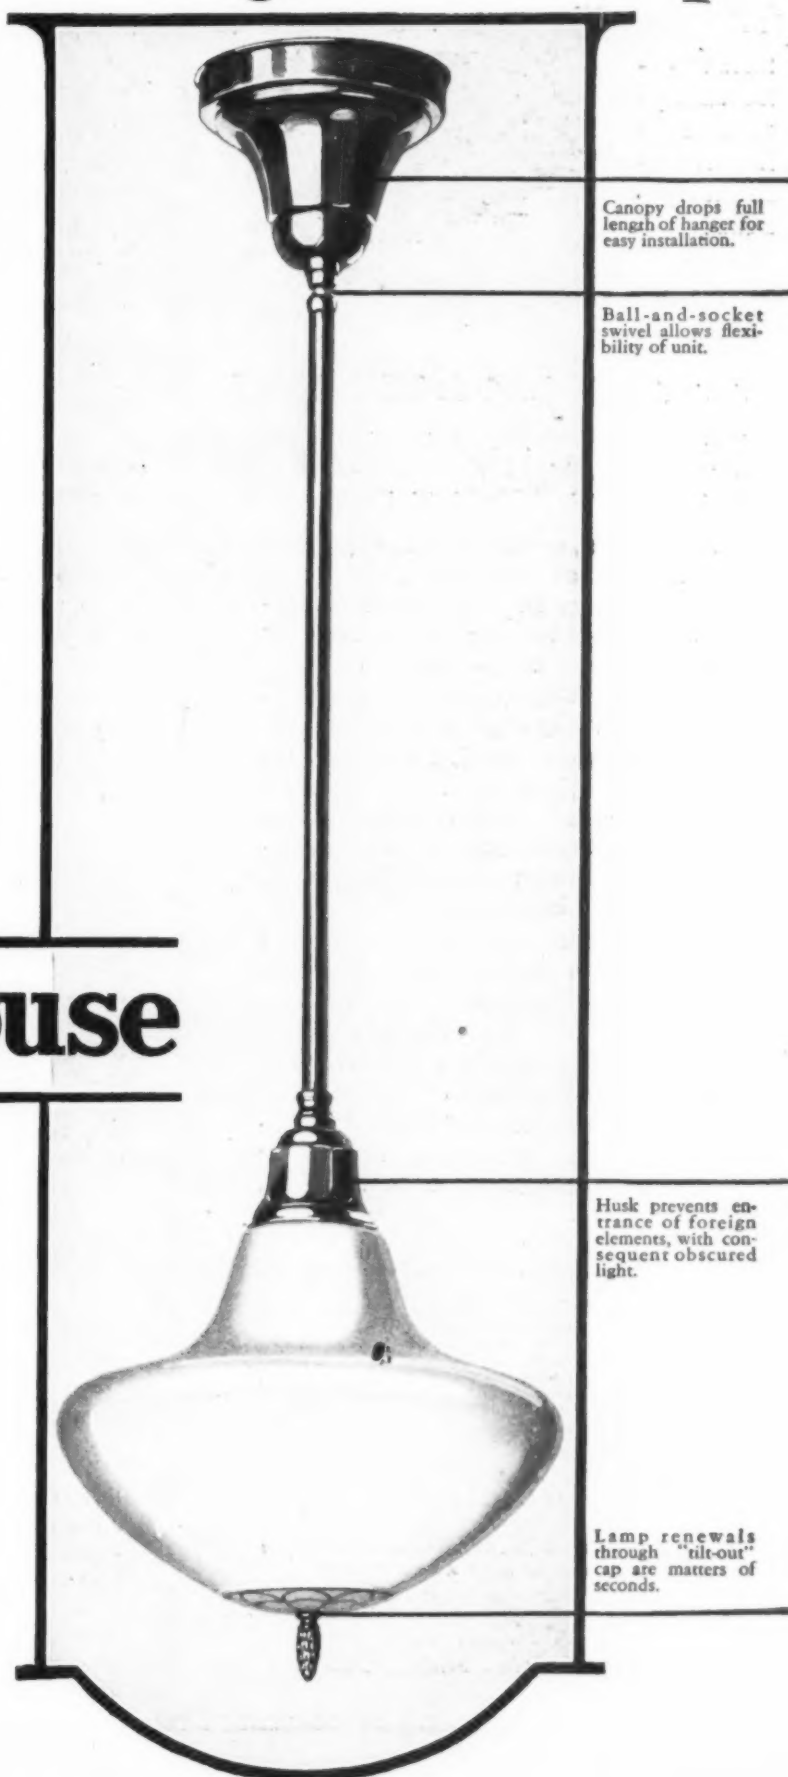 Canopy drops full
length of hanger for
easy installation.
Ball-and-socket
swivel allows flexi-
bility of unit.
use
Husk prevents en-
trance of foreign
elements, with con-
sequent obscured
light.
Lamp renewals
through "tilt-out"
cap are matters of
seconds.